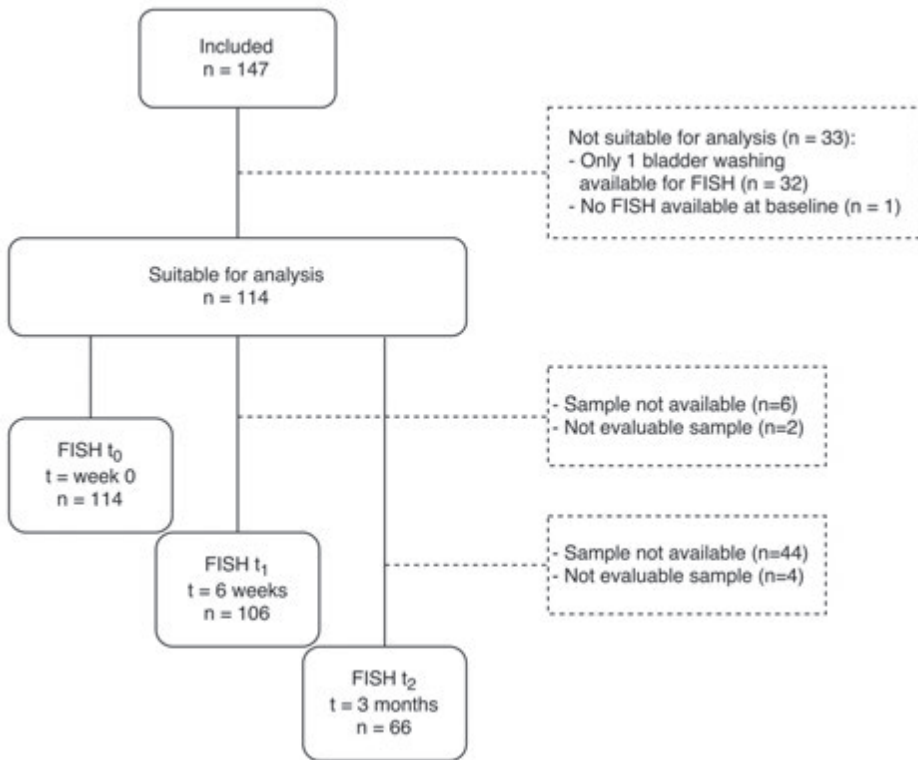 Included
n = 147
Not suitable for analysis (n = 33):
- Only 1 bladder washing
available for FISH (n = 32)
- No FISH available at baseline (n = 1)
Suitable for analysis
n = 114
- Sample not available (n=6)
- Not evaluable sample (n=2)
FISH t0
t = week 0
n = 114
- Sample not available (n=44)
- Not evaluable sample (n=4)
FISH t1
t = 6 weeks
n = 106
FISH t2
t = 3 months
n = 66